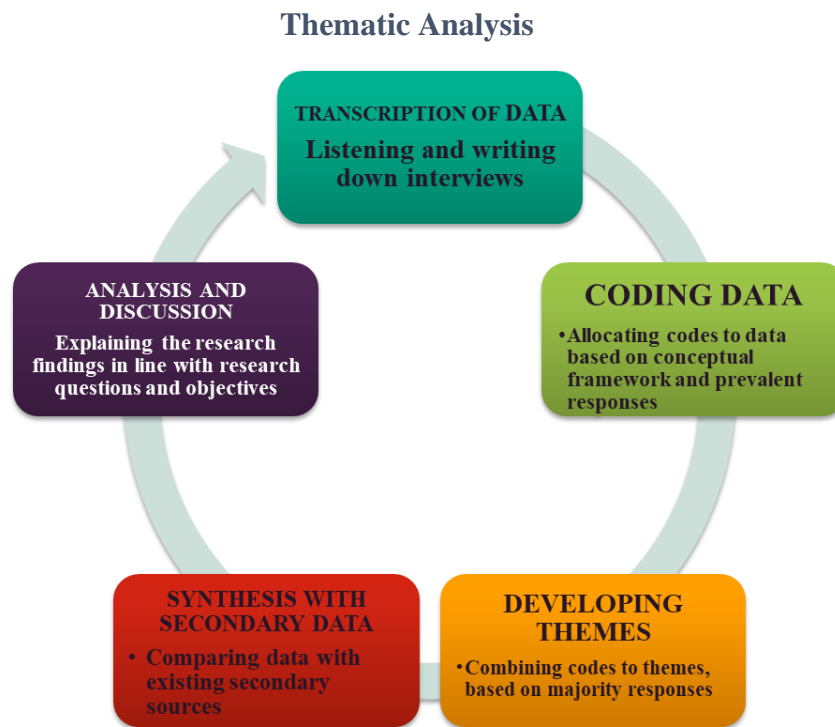 Thematic Analysis
TRANSCRIPTION OF DATA
Listening and writing
down interviews
CODING DATA
•Allocating codes to data
based on conceptual
framework and prevalent
responses
DEVELOPING
THEMES
•Combining codes to themes,
based on majority responses
SYNTHESIS WITH
SECONDARY DATA
• Comparing data with
existing secondary
sources
ANALYSIS AND
DISCUSSION
Explaining the research
findings in line with research
questions and objectives